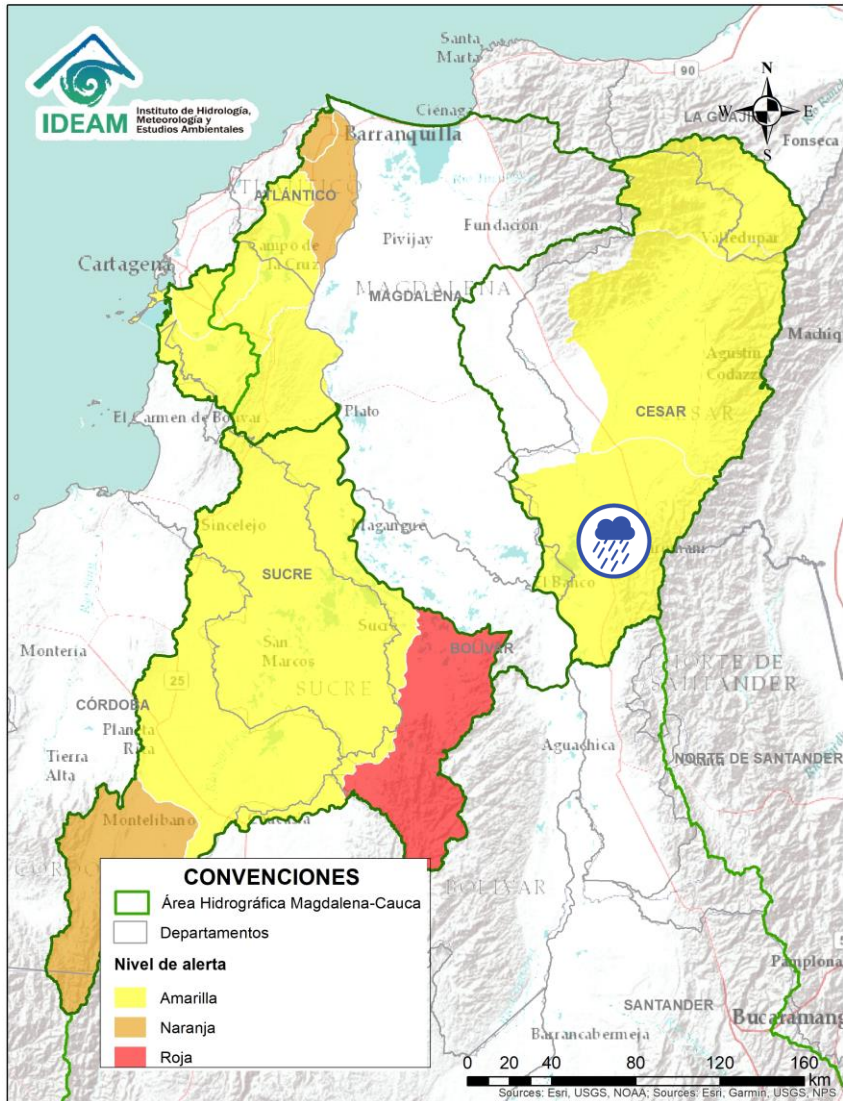 IDEAM
Instituto de Hidrología,
Meteorología y
Estudios Ambientales
Santa
Marta
90
N
W
E
S
LA GUAJIRA
Ciénaga
Barranquilla
Fonseca
ATLÁNTICO
Pivijay
Fundación
Valledupar
Campo de
la Cruz
Cartagena
MAGDALENA
MAGDALENA
Machiq
Agustín
Codazzi
CESAR
El Carmen de Bolívar
Plato
Sincelejo
Magangue
SUCRE
El Banco
Sucre
BOLÍVAR
San
Marcos
Montería
25
SUCRE
NORTE DE
SANTANDER
CÓRDOBA
Planeta
Rica
Aguachica
Tierra
Alta
NORTE DE SANTANDER
Montelibano
BOLÍVAR
CONVENCIONES
Área Hidrográfica Magdalena-Cauca
Departamentos
Nivel de alerta
Amarilla
Naranja
Roja
Pamplona
SANTANDER
Bucaramang
Barrancabermeja
0 20 40 80 120 160
Km
Sources: Esri, USGS, NOAA; Sources: Esri, Garmin, USGS, NPS